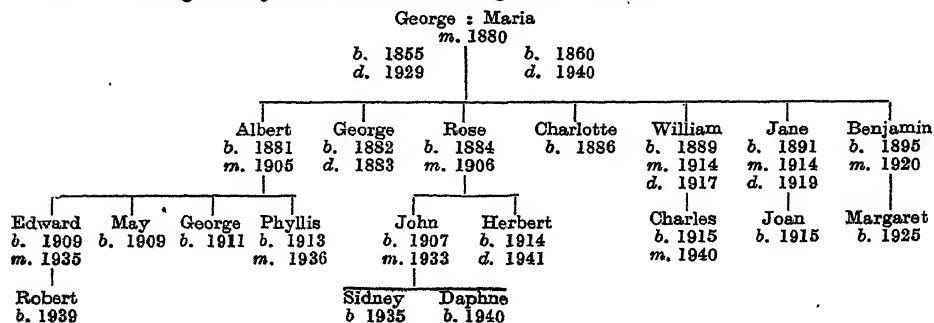 George : Maria
m. 1880
b. 1855 b. 1860
d. 1929 d. 1940
Albert George Rose Charlotte William Jane Benjamin
b. 1881 b. 1882 b. 1884 b. 1886 b. 1889 b. 1891 b. 1895
m. 1905 d. 1883 m. 1906 m. 1914 m. 1914 m. 1920
d. 1917 d. 1919
Edward May George Phyllis John Herbert Charles Joan Margaret
b. 1909 b. 1909 b. 1911 b. 1913 b. 1907 b. 1914 b. 1915 b. 1915 b. 1925
m. 1935 m. 1936 m. 1933 d. 1941 m. 1940
Robert Sidney Daphne
b. 1939 b 1935 b. 1940